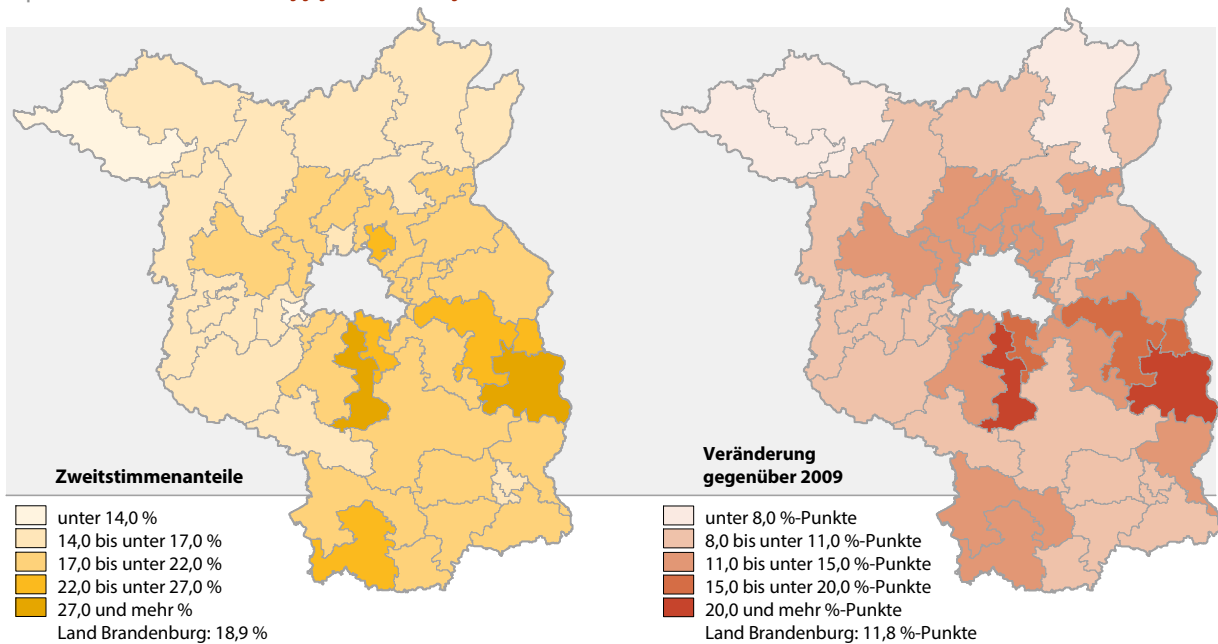 Zweitstimmenanteile
unter 14,0 %
14,0 bis unter 17,0 %
17,0 bis unter 22,0 %
22,0 bis unter 27,0 %
27,0 und mehr %
Land Brandenburg: 18,9 %
Veränderung
gegenüber 2009
unter 8,0 %-Punkte
8,0 bis unter 11,0 %-Punkte
11,0 bis unter 15,0 %-Punkte
15,0 bis unter 20,0 %-Punkte
20,0 und mehr %-Punkte
Land Brandenburg: 11,8 %-Punkte